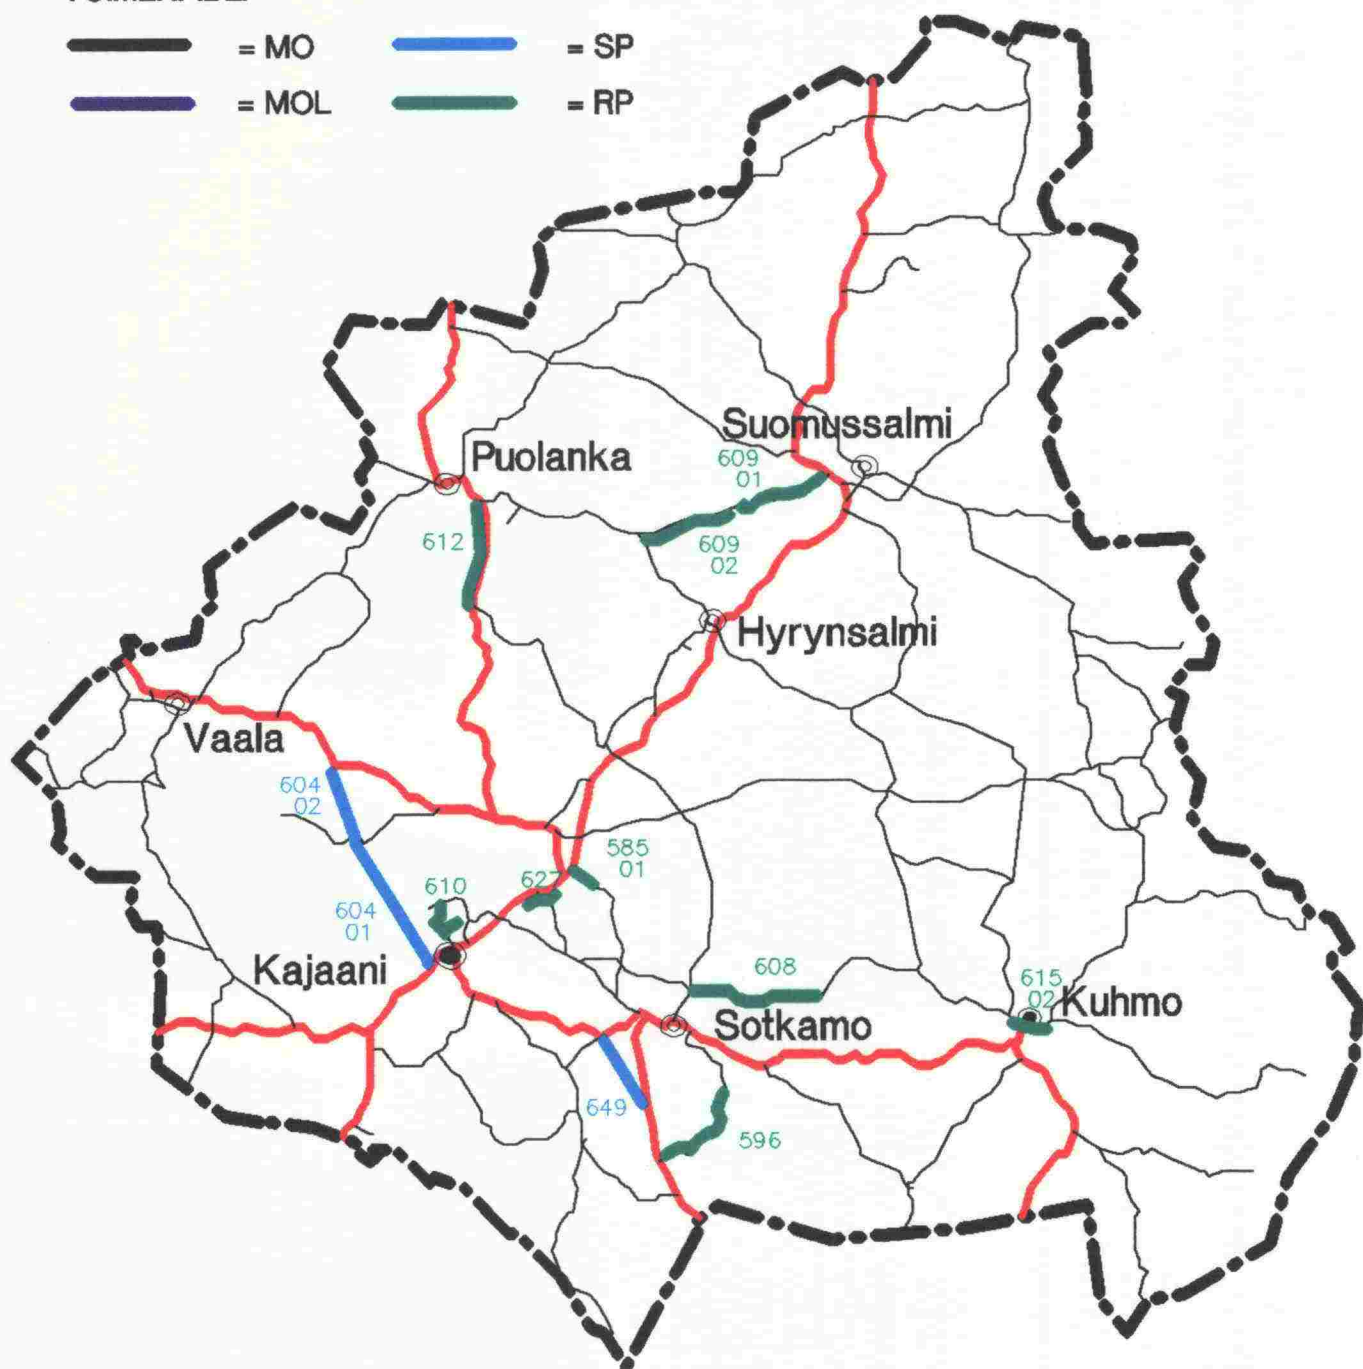 = MO
= SP
= MOL
= RP
Suomussalmi
Puolanka
609
01
612
609
02
Hyrynsalmi
Vaala
604
02
585
01
610
627
604
01
Kajaani
608
615
02
Kuhmo
Sotkamo
649
596